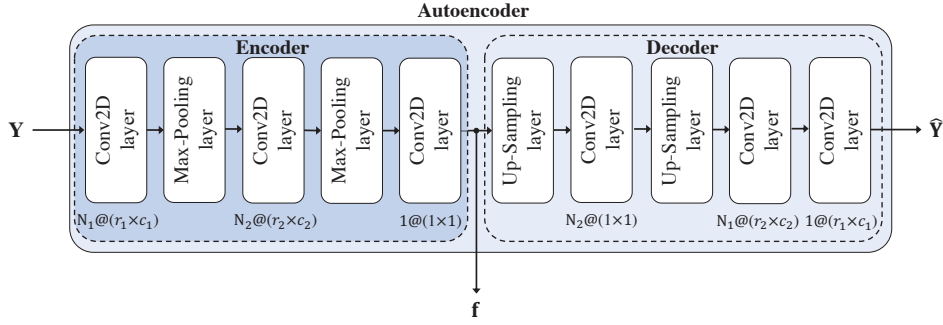 Autoencoder
Encoder
Decoder
Y
Conv2D
layer
Max-Pooling
layer
Conv2D
layer
Max-Pooling
layer
Conv2D
layer
Up-Sampling
layer
Conv2D
layer
Up-Sampling
layer
Conv2D
layer
Conv2D
layer
Ŷ
N₁@(r₁×c₁)
N₂@(r₂×c₂)
1@(1×1)
N₂@(1×1)
N₁@(r₂×c₂)
1@(r₁×c₁)
f